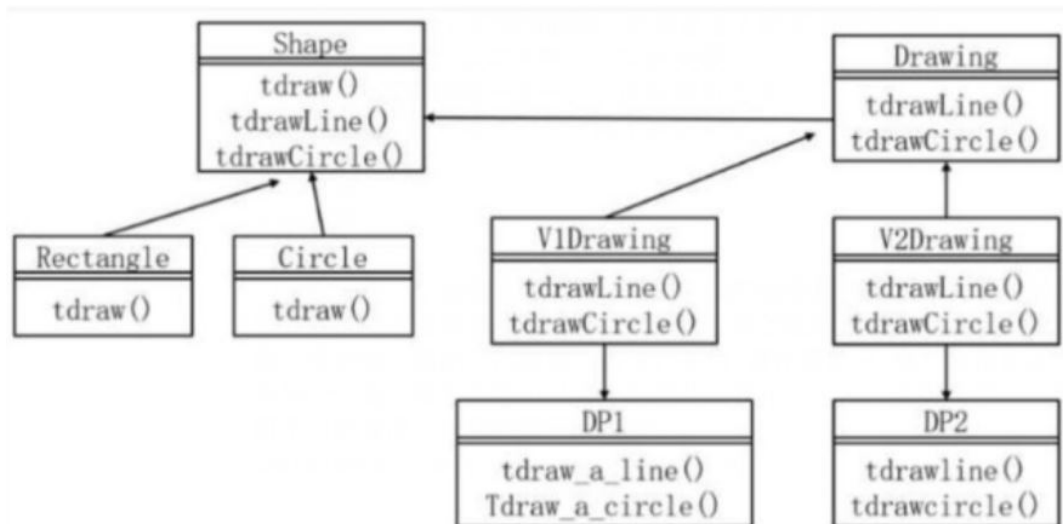 Shape
tdraw()
tdrawLine()
tdrawCircle()
Drawing
tdrawLine()
tdrawCircle()
Rectangle
tdraw()
Circle
tdraw()
V1Drawing
tdrawLine()
tdrawCircle()
V2Drawing
tdrawLine()
tdrawCircle()
DP1
tdraw_a_line()
Tdraw_a_circle()
DP2
tdrawline()
tdrawcircle()